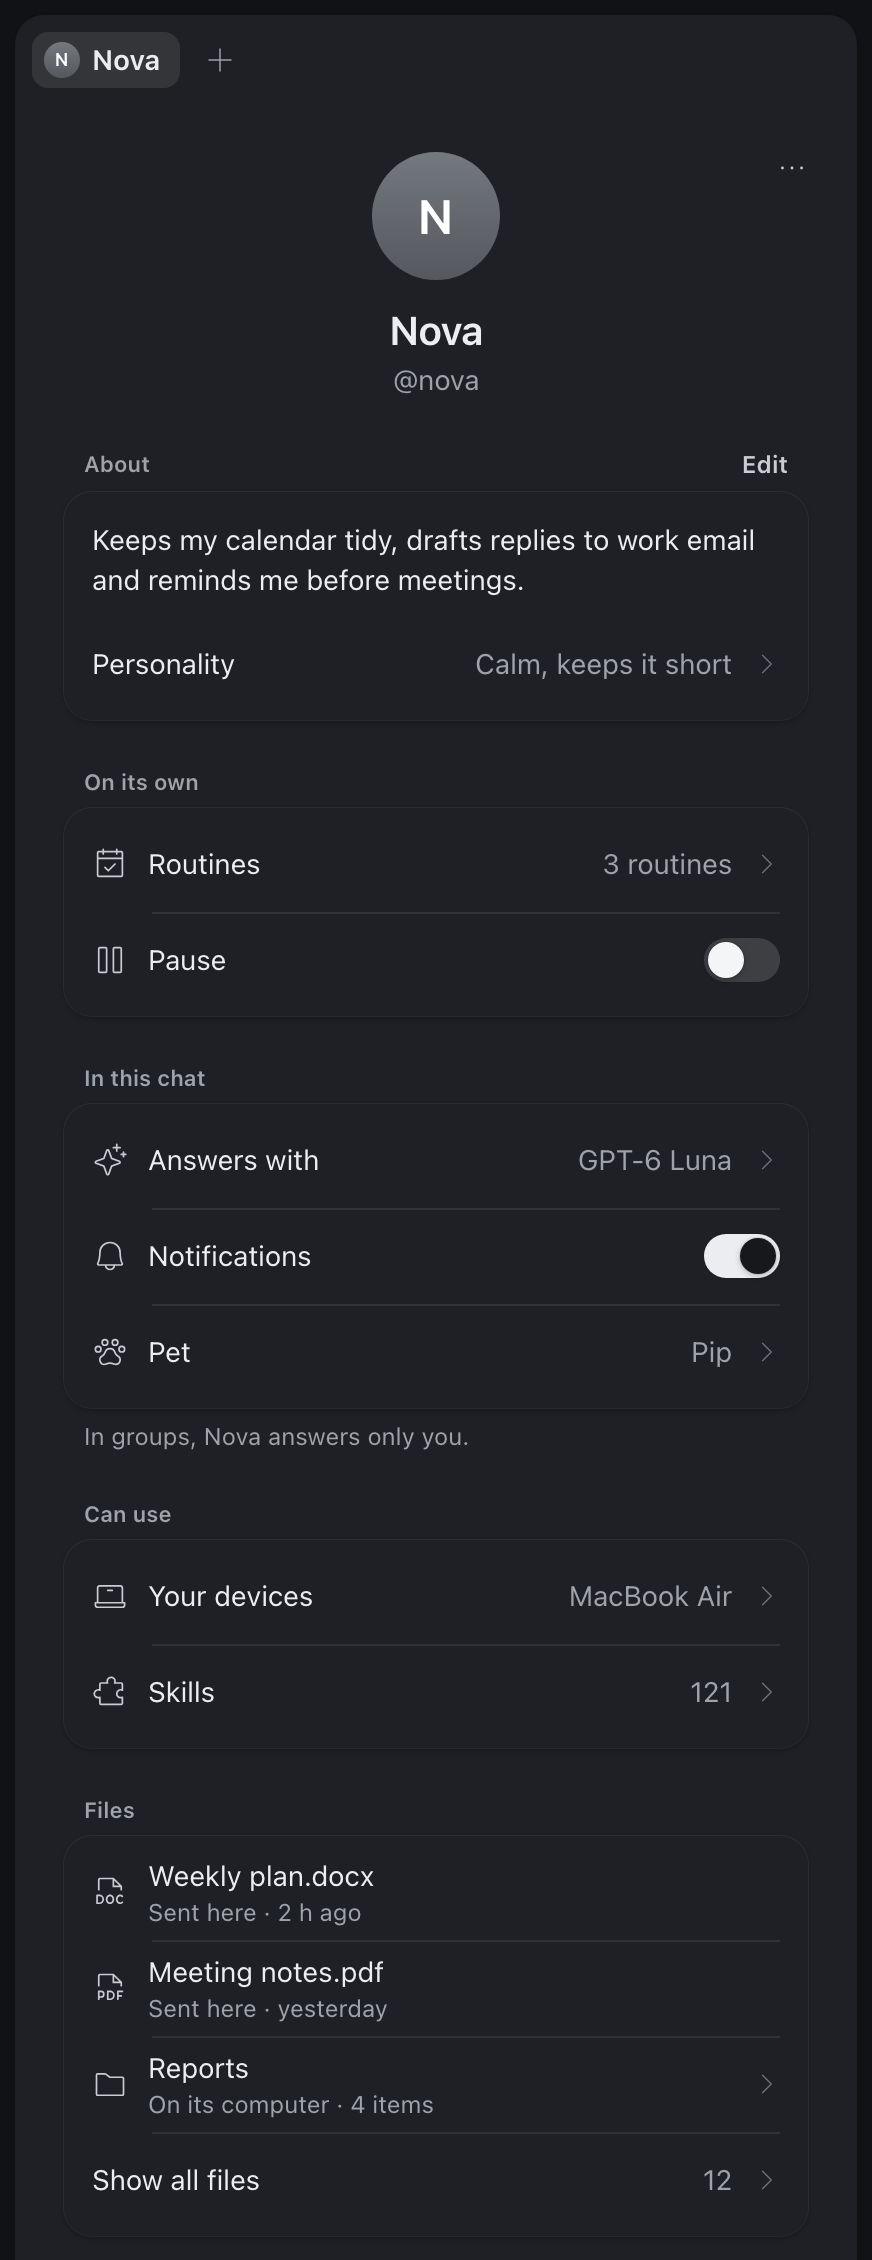 N Nova
N
Nova
@nova
About
Edit
Keeps my calendar tidy, drafts replies to work email
and reminds me before meetings.
Personality
Calm, keeps it short
On its own
Routines
3 routines
Pause
In this chat
Answers with
GPT-6 Luna
Notifications
Pet
Pip
In groups, Nova answers only you.
Can use
Your devices
MacBook Air
Skills
121
Files
DOC
Weekly plan.docx
Sent here · 2 h ago
PDF
Meeting notes.pdf
Sent here · yesterday
Reports
On its computer · 4 items
Show all files
12